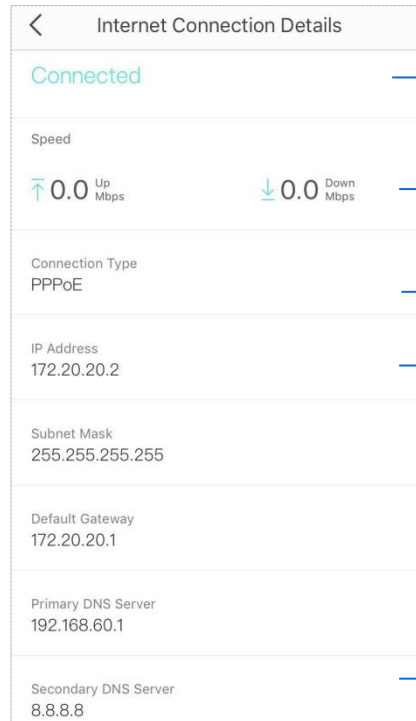 Internet Connection Details
Connected
Speed
0.0 Up Mbps 0.0 Down Mbps
Connection Type
PPPoE
IP Address
172.20.20.2
Subnet Mask
255.255.255.255
Default Gateway
172.20.20.1
Primary DNS Server
192.168.60.1
Secondary DNS Server
8.8.8.8